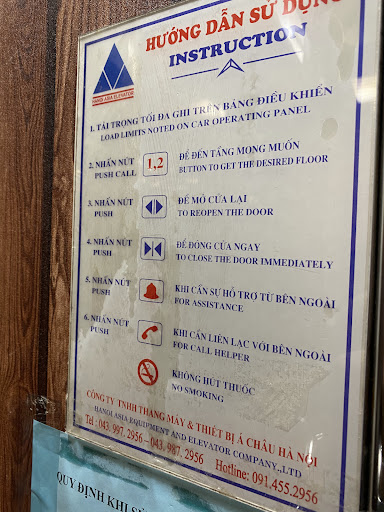 HƯỚNG DẪN SỬ DỤNG
INSTRUCTION
HANOI ASIA ELEVATOR
1. TẢI TRỌNG TỐI ĐA GHI TRÊN BẢNG ĐIỀU KHIỂN
LOAD LIMITS NOTED ON CAR OPERATING PANEL
2. NHẤN NÚT 1,2 ĐỂ ĐẾN TẦNG MONG MUỐN
PUSH CALL BUTTON TO GET THE DESIRED FLOOR
3. NHẤN NÚT ĐỂ MỞ CỬA LẠI
PUSH TO REOPEN THE DOOR
4. NHẤN NÚT ĐỂ ĐÓNG CỬA NGAY
PUSH TO CLOSE THE DOOR IMMEDIATELY
5. NHẤN NÚT KHI CẦN SỰ HỖ TRỢ TỪ BÊN NGOÀI
PUSH FOR ASSISTANCE
6. NHẤN NÚT KHI CẦN LIÊN LẠC VỚI BÊN NGOÀI
PUSH FOR CALL HELPER
KHÔNG HÚT THUỐC
NO SMOKING
CÔNG TY TNHH THANG MÁY & THIẾT BỊ Á CHÂU HÀ NỘI
HANOI ASIA EQUIPMENT AND ELEVATOR COMPANY.,LTD
Tel : 043. 997. 2956 – 043. 987. 2956 Hotline: 091.455.2956
QUY ĐỊNH KHI